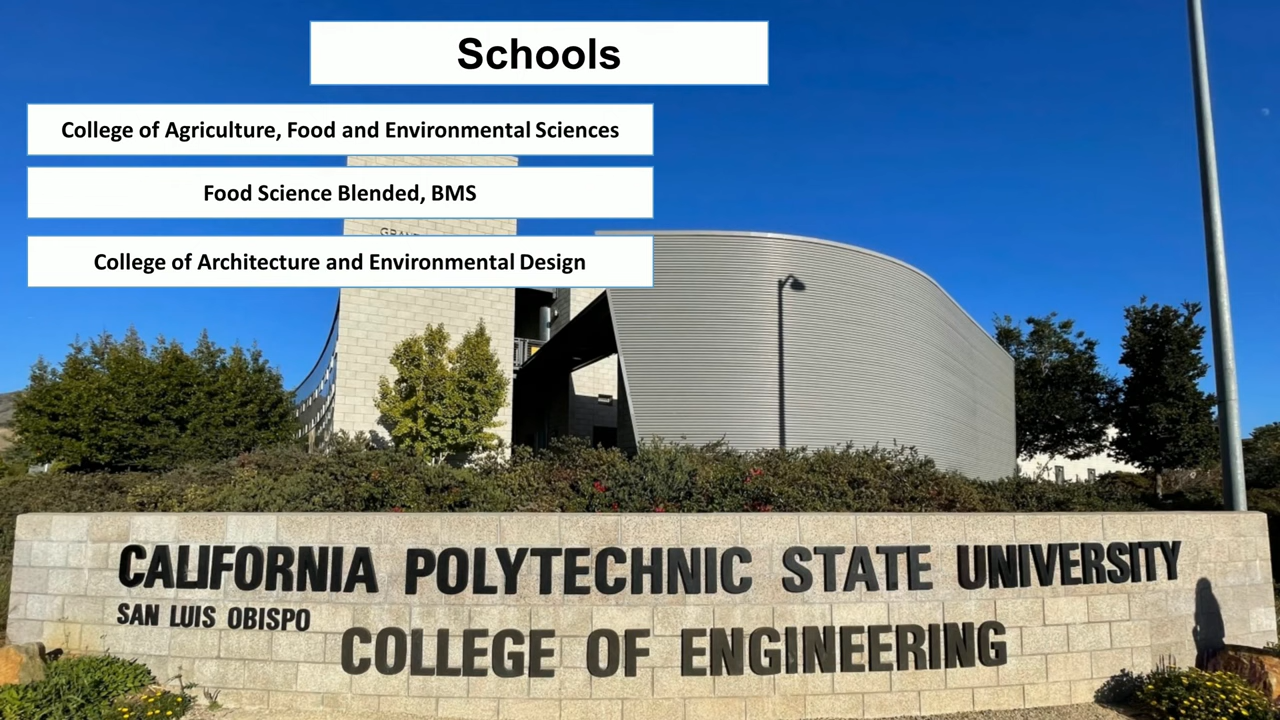 Schools
College of Agriculture, Food and Environmental Sciences
Food Science Blended, BMS
College of Architecture and Environmental Design
CALIFORNIA POLYTECHNIC STATE UNIVERSITY
SAN LUIS OBISPO
COLLEGE OF ENGINEERING